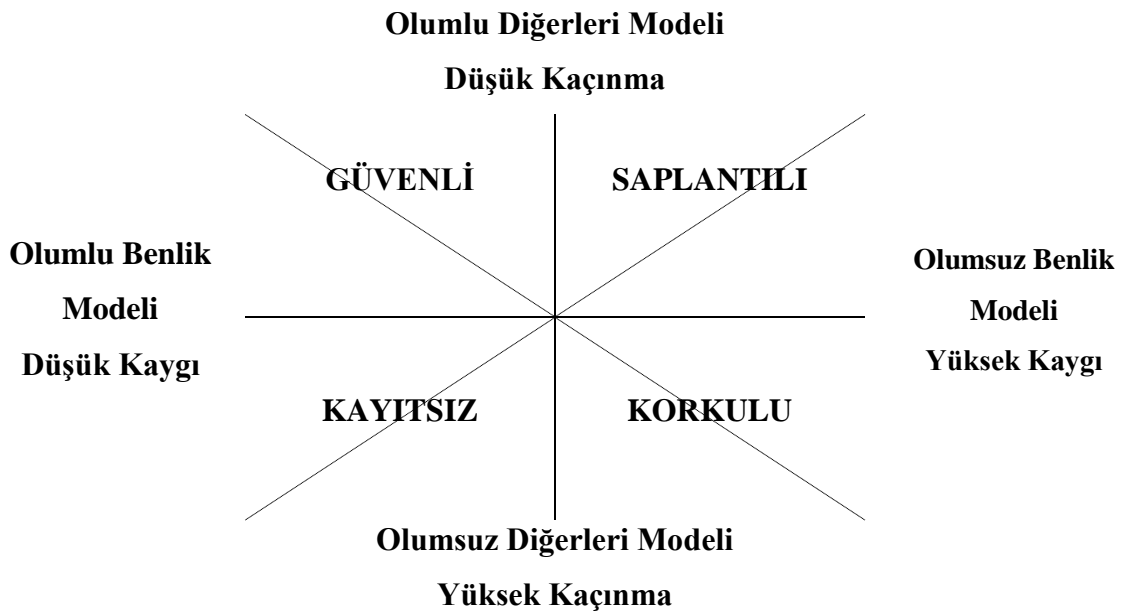 Olumlu Diğerleri Modeli
Düşük Kaçınma
GÜVENLİ
SAPLANTILI
Olumlu Benlik
Modeli
Düşük Kaygı
Olumsuz Benlik
Modeli
Yüksek Kaygı
KAYITSIZ
KORKULU
Olumsuz Diğerleri Modeli
Yüksek Kaçınma